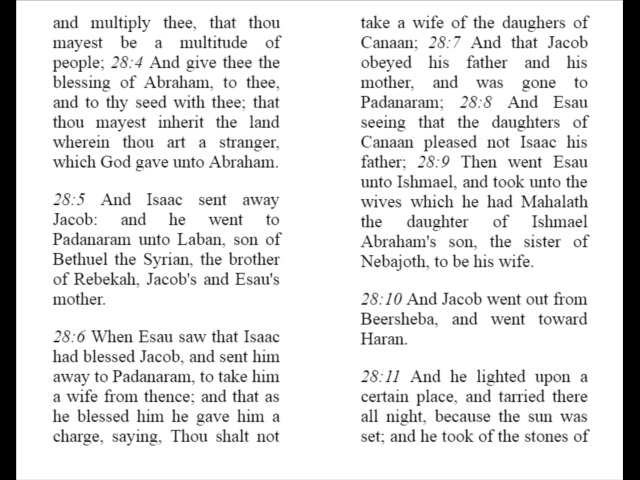 and multiply thee, that thou
mayest be a multitude of
people; 28:4 And give thee the
blessing of Abraham, to thee,
and to thy seed with thee; that
thou mayest inherit the land
wherein thou art a stranger,
which God gave unto Abraham.
28:5 And Isaac sent away
Jacob: and he went to
Padanaram unto Laban, son of
Bethuel the Syrian, the brother
of Rebekah, Jacob's and Esau's
mother.
28:6 When Esau saw that Isaac
had blessed Jacob, and sent him
away to Padanaram, to take him
a wife from thence; and that as
he blessed him he gave him a
charge, saying, Thou shalt not
take a wife of the daughers of
Canaan; 28:7 And that Jacob
obeyed his father and his
mother, and was gone to
Padanaram; 28:8 And Esau
seeing that the daughters of
Canaan pleased not Isaac his
father; 28:9 Then went Esau
unto Ishmael, and took unto the
wives which he had Mahalath
the daughter of Ishmael
Abraham's son, the sister of
Nebajoth, to be his wife.
28:10 And Jacob went out from
Beersheba, and went toward
Haran.
28:11 And he lighted upon a
certain place, and tarried there
all night, because the sun was
set; and he took of the stones of